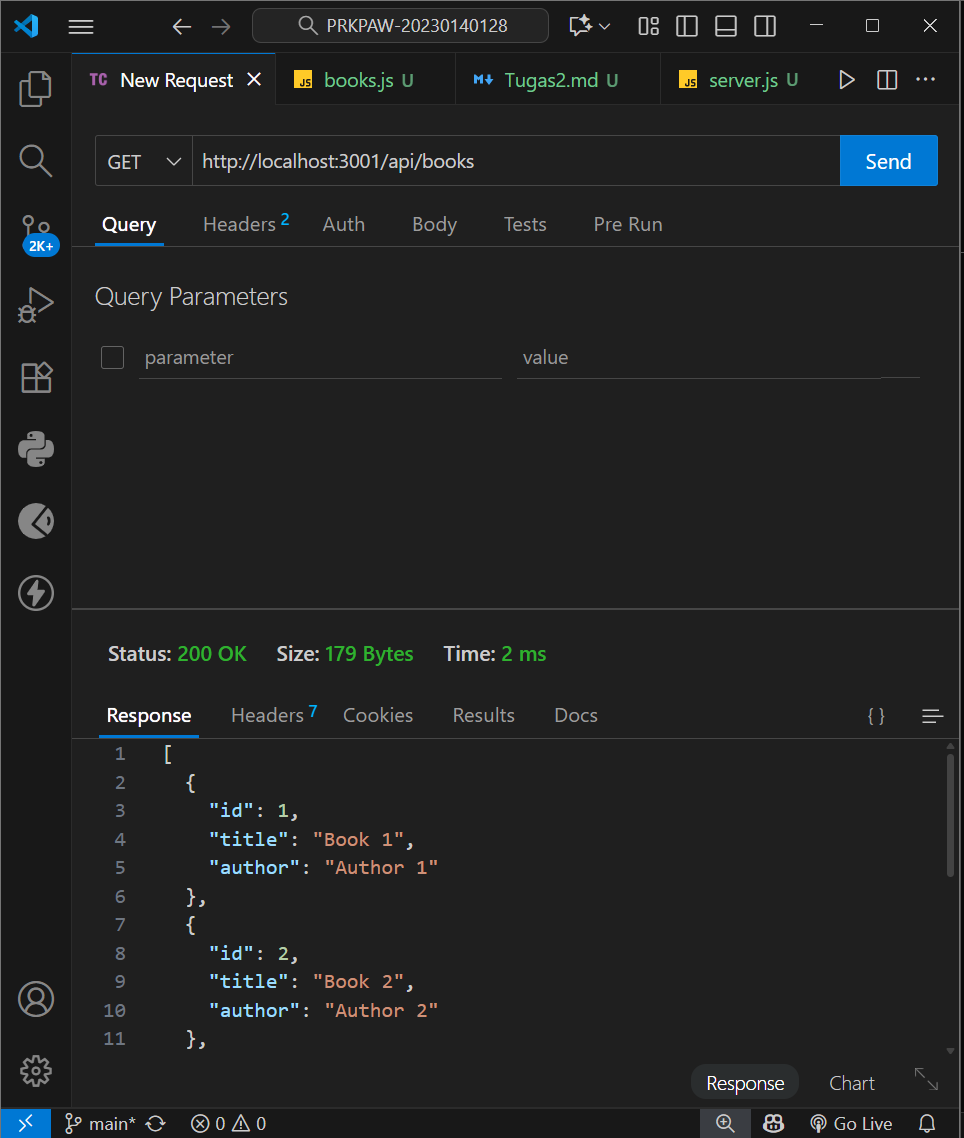 PRKPAW-20230140128
TC New Request JS books.js U Tugas2.md U JS server.js U
GET http://localhost:3001/api/books Send
Query Headers 2 Auth Body Tests Pre Run
2K+
Query Parameters
parameter value
Status: 200 OK Size: 179 Bytes Time: 2 ms
Response Headers 7 Cookies Results Docs { }
1 [
2 {
3 "id": 1,
4 "title": "Book 1",
5 "author": "Author 1"
6 },
7 {
8 "id": 2,
9 "title": "Book 2",
10 "author": "Author 2"
11 },
Response Chart
main* 0 0 Go Live